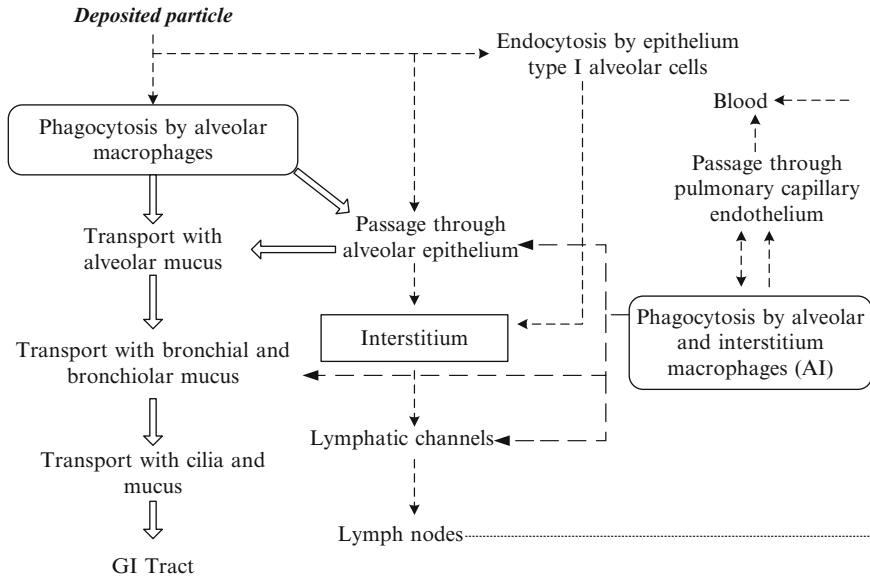 Deposited particle
Endocytosis by epithelium
type I alveolar cells
Blood
Phagocytosis by alveolar
macrophages
Passage through
pulmonary capillary
endothelium
Transport with
alveolar mucus
Passage through
alveolar epithelium
Phagocytosis by alveolar
and interstitium
macrophages (AI)
Interstitium
Transport with bronchial and
bronchiolar mucus
Lymphatic channels
Transport with cilia and
mucus
Lymph nodes
GI Tract